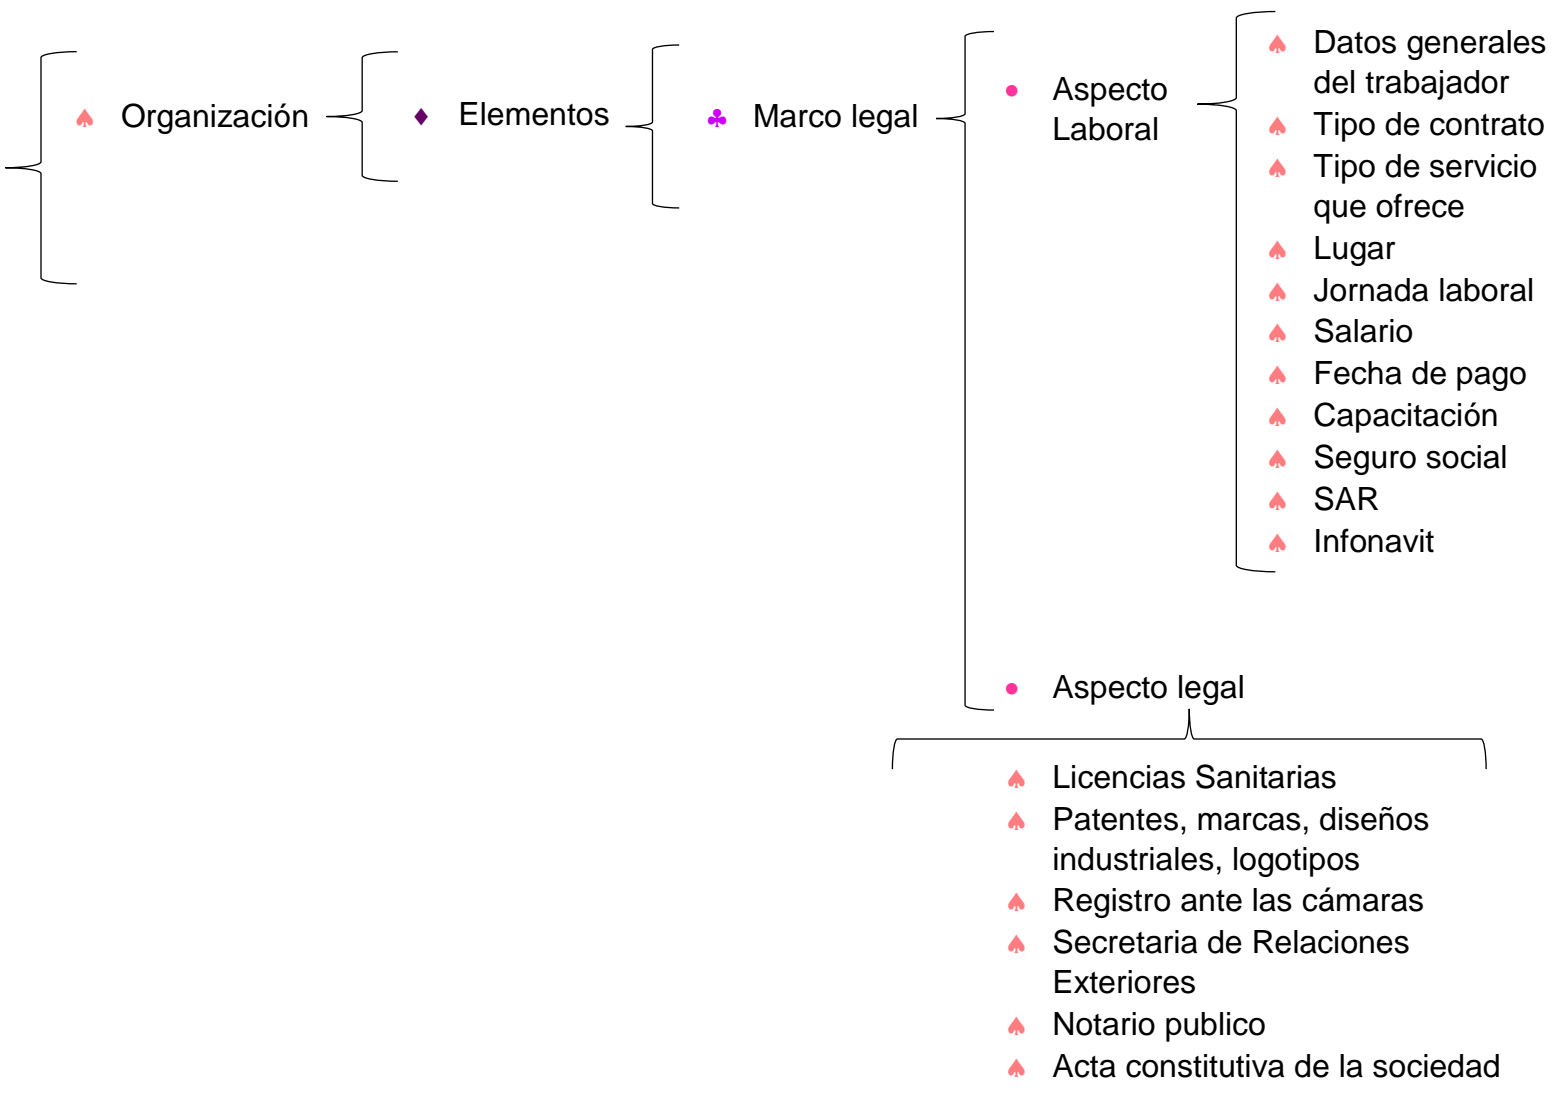 Organización
Elementos
Marco legal
Aspecto
Laboral
Datos generales
del trabajador
Tipo de contrato
Tipo de servicio
que ofrece
Lugar
Jornada laboral
Salario
Fecha de pago
Capacitación
Seguro social
SAR
Infonavit
Aspecto legal
Licencias Sanitarias
Patentes, marcas, diseños
industriales, logotipos
Registro ante las cámaras
Secretaria de Relaciones
Exteriores
Notario publico
Acta constitutiva de la sociedad